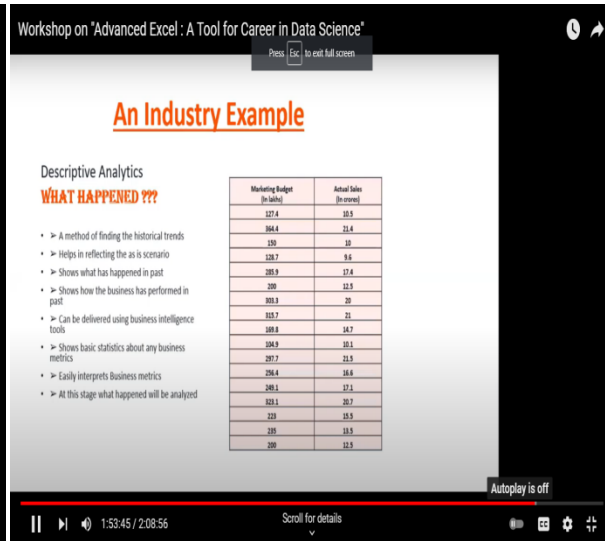 Workshop on "Advanced Excel : A Tool for Career in Data Science"
Press Esc to exit full screen
An Industry Example
Descriptive Analytics
WHAT HAPPENED ???
• ➢ A method of finding the historical trends
• ➢ Helps in reflecting the as is scenario
• ➢ Shows what has happened in past
• ➢ Shows how the business has performed in
past
• ➢ Can be delivered using business intelligence
tools
• ➢ Shows basic statistics about any business
metrics
• ➢ Easily interprets Business metrics
• ➢ At this stage what happened will be analyzed
Marketing Budget Actual Sales
(In lakhs) (In crores)
127.4 10.5
364.4 21.4
150 10
128.7 9.6
285.9 17.4
200 12.5
303.3 20
315.7 21
169.8 14.7
104.9 10.1
297.7 21.5
256.4 16.6
249.1 17.1
323.1 20.7
223 15.5
235 13.5
200 12.5
Autoplay is off
1:53:45 / 2:08:56
Scroll for details
CC